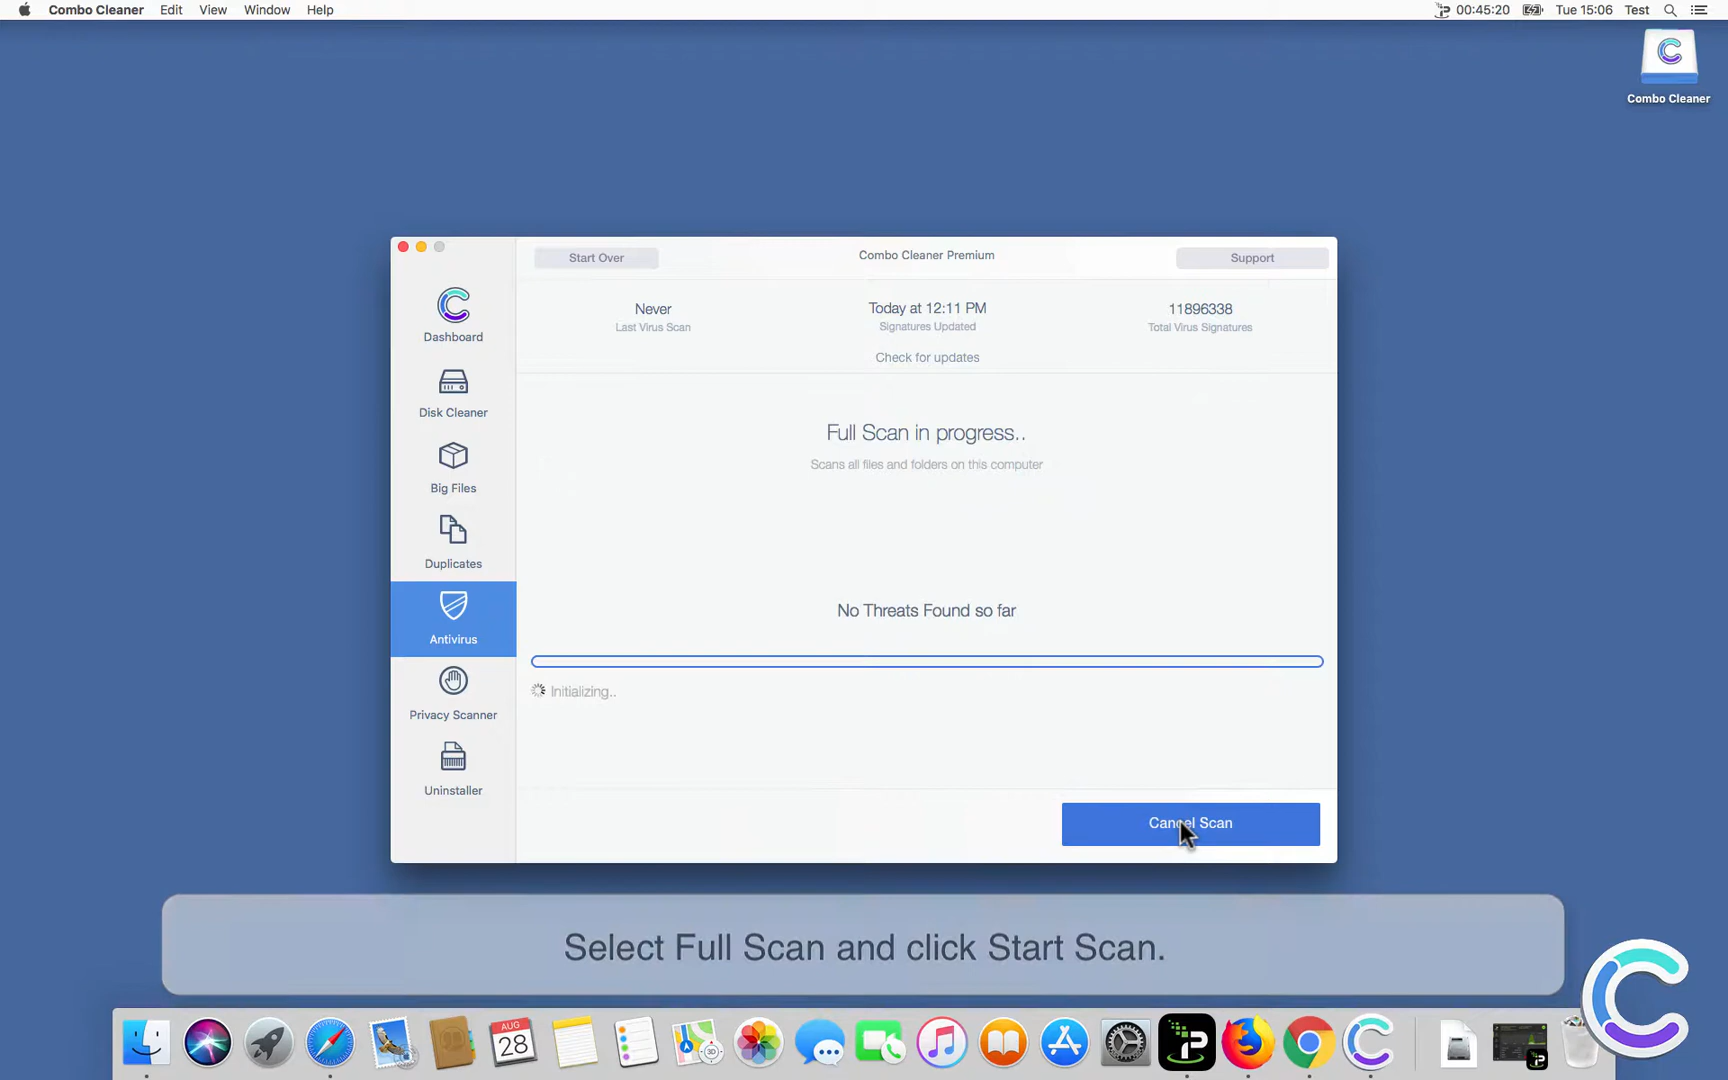 Combo Cleaner Edit View Window Help
00:45:20 Tue 15:06 Test
Combo Cleaner
Start Over
Combo Cleaner Premium
Support
Never
Last Virus Scan
Today at 12:11 PM
Signatures Updated
11896338
Total Virus Signatures
Check for updates
Dashboard
Disk Cleaner
Big Files
Duplicates
Antivirus
Privacy Scanner
Uninstaller
Full Scan in progress..
Scans all files and folders on this computer
No Threats Found so far
Initializing..
Cancel Scan
Select Full Scan and click Start Scan.
AUG
28
3D